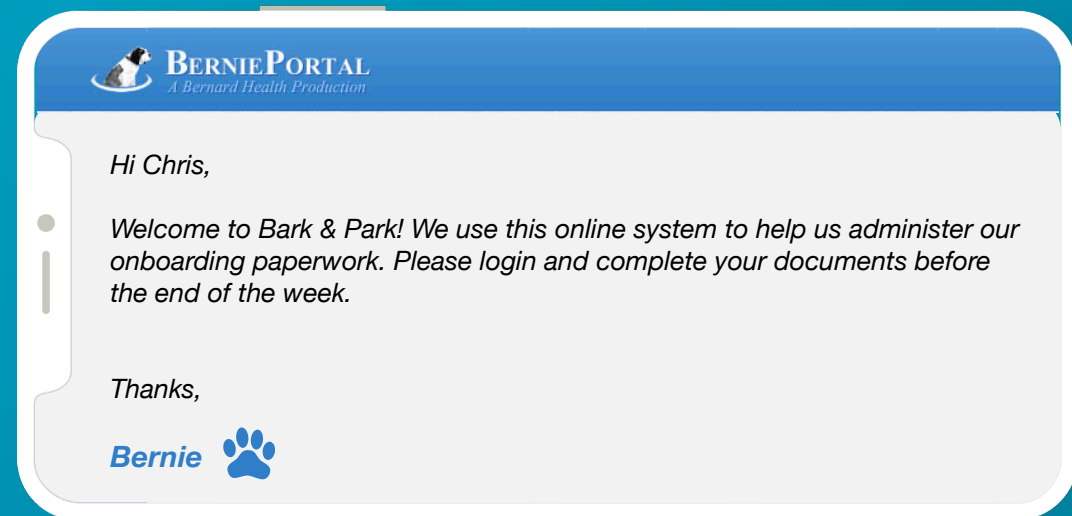 BERNIEPORTAL
A Bernard Health Production
Hi Chris,
Welcome to Bark & Park! We use this online system to help us administer our
onboarding paperwork. Please login and complete your documents before
the end of the week.
Thanks,
Bernie